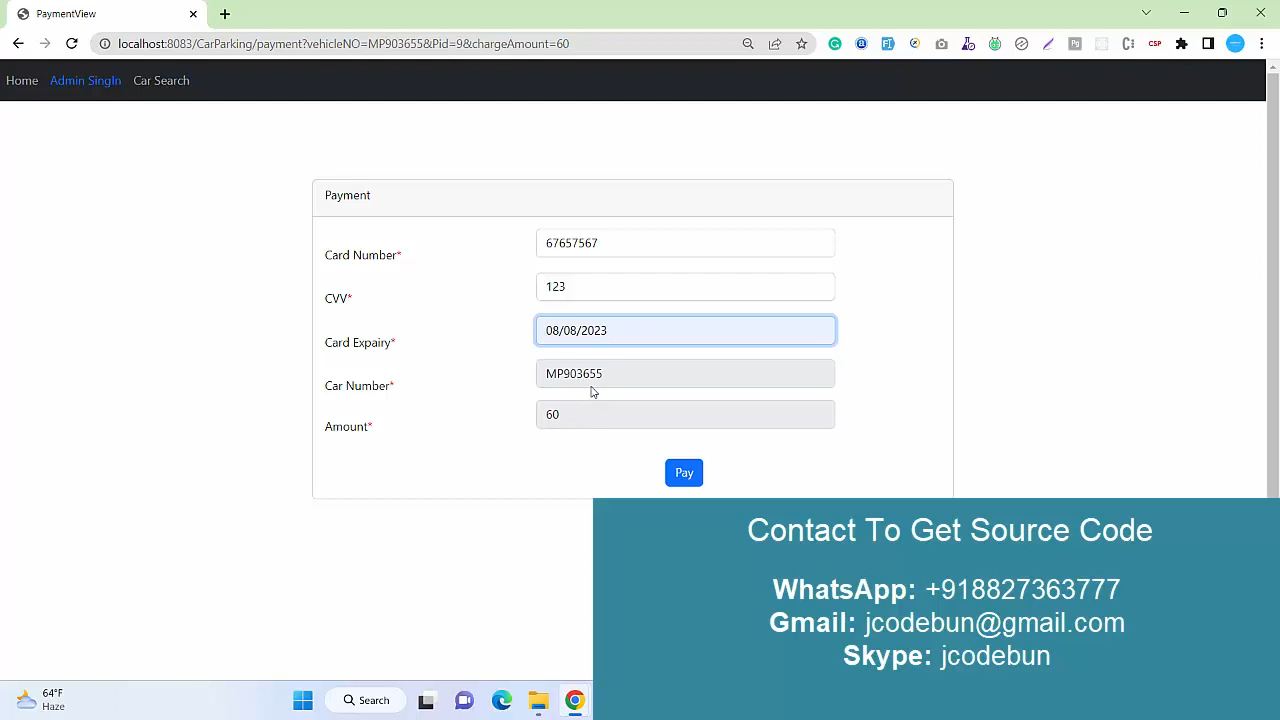 PaymentView
localhost:8083/CarParking/payment?vehicleNO=MP903655&Pid=9&chargeAmount=60
Home Admin SingIn Car Search
Payment
Card Number* 67657567
CVV* 123
Card Expairy* 08/08/2023
Car Number* MP903655
Amount* 60
Pay
Contact To Get Source Code
WhatsApp: +918827363777
Gmail: jcodebun@gmail.com
Skype: jcodebun
64°F
Haze
Search